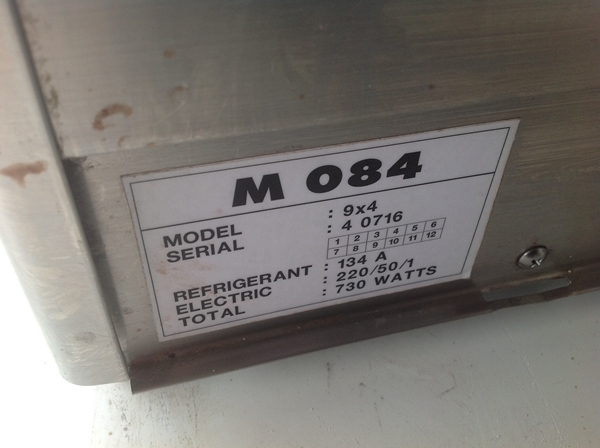 M 084
MODEL : 9x4
SERIAL : 4 0716
1 2 3 4 5 6
7 8 9 10 11 12
REFRIGERANT : 134 A
ELECTRIC : 220/50/1
TOTAL : 730 WATTS